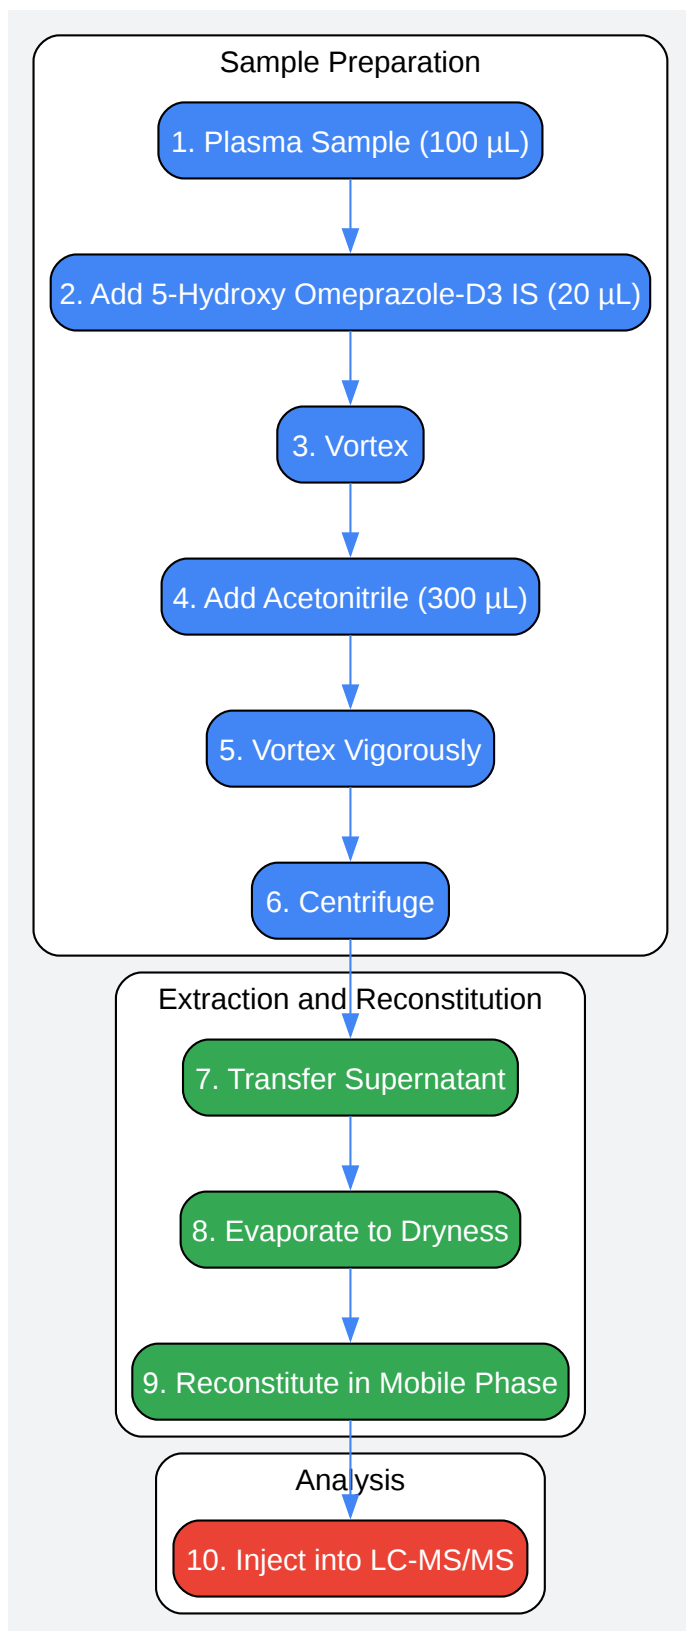 Sample Preparation
1. Plasma Sample (100 µL)
2. Add 5-Hydroxy Omeprazole-D3 IS (20 µL)
3. Vortex
4. Add Acetonitrile (300 µL)
5. Vortex Vigorously
6. Centrifuge
Extraction and Reconstitution
7. Transfer Supernatant
8. Evaporate to Dryness
9. Reconstitute in Mobile Phase
Analysis
10. Inject into LC-MS/MS